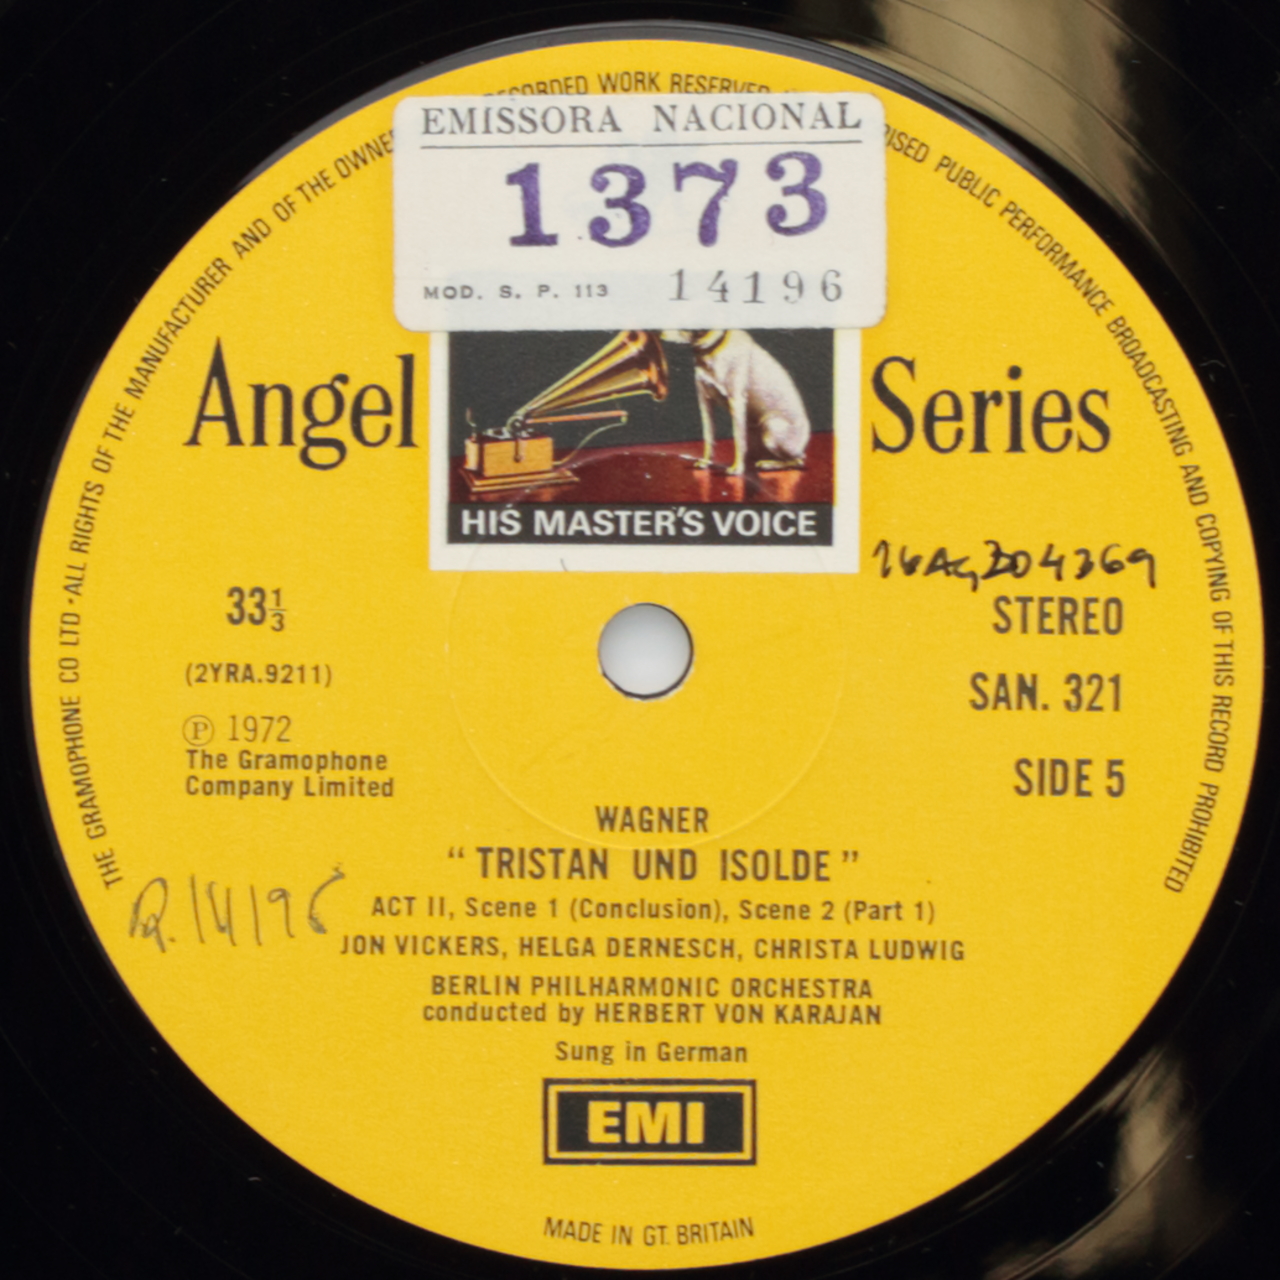 RECORDED WORK RESERVED
EMISSORA NACIONAL
1373
MOD. S. P. 113 14196
THE GRAMOPHONE CO LTD · ALL RIGHTS OF THE MANUFACTURER AND OF THE OWNE
PUBLIC PERFORMANCE BROADCASTING AND COPYING OF THIS RECORD PROHIBITED
Angel Series
HIS MASTER'S VOICE
33⅓
STEREO
(2YRA.9211)
SAN. 321
Ⓟ 1972
The Gramophone
Company Limited
SIDE 5
WAGNER
“TRISTAN UND ISOLDE”
ACT II, Scene 1 (Conclusion), Scene 2 (Part 1)
R.14196
JON VICKERS, HELGA DERNESCH, CHRISTA LUDWIG
BERLIN PHILHARMONIC ORCHESTRA
conducted by HERBERT VON KARAJAN
Sung in German
EMI
MADE IN GT. BRITAIN